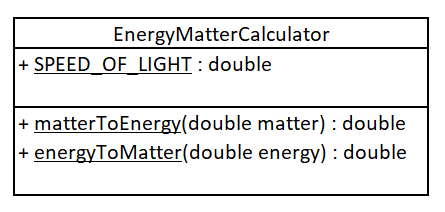 EnergyMatterCalculator
+ SPEED_OF_LIGHT : double
+ matterToEnergy(double matter) : double
+ energyToMatter(double energy) : double